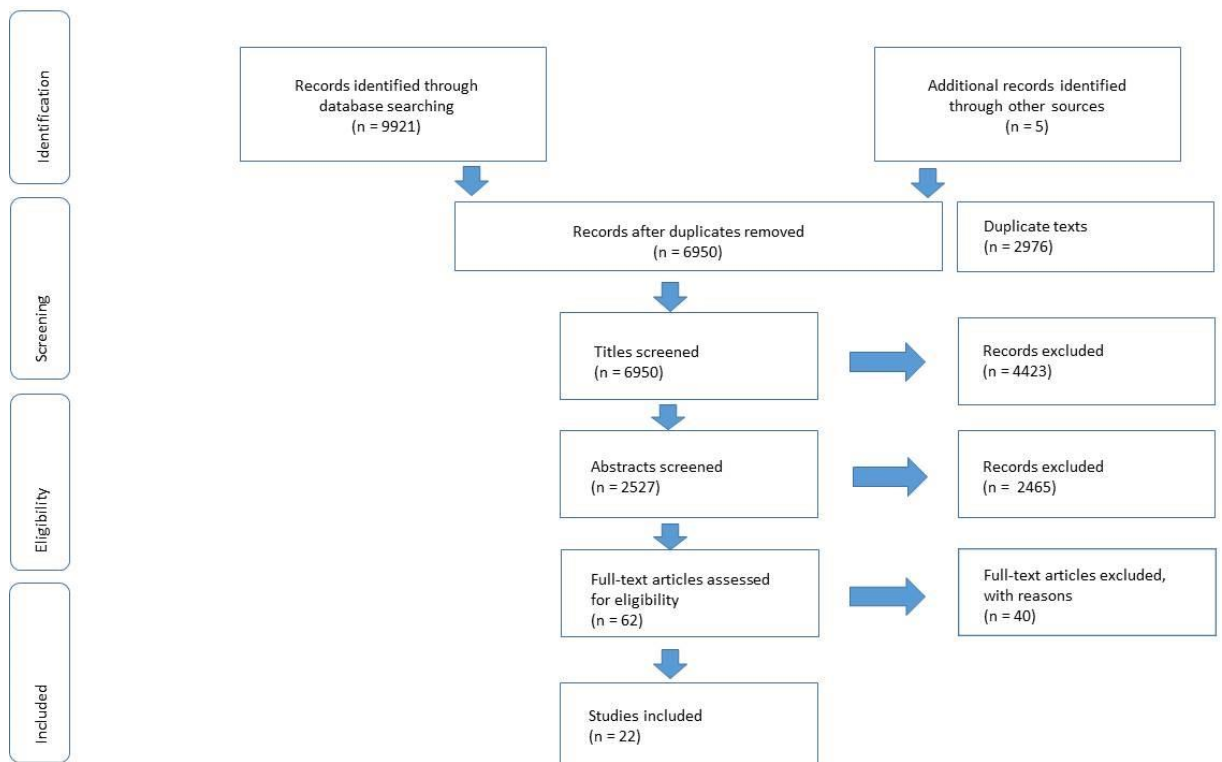 Identification
Records identified through
database searching
(n = 9921)
Additional records identified
through other sources
(n = 5)
Screening
Records after duplicates removed
(n = 6950)
Duplicate texts
(n = 2976)
Titles screened
(n = 6950)
Records excluded
(n = 4423)
Eligibility
Abstracts screened
(n = 2527)
Records excluded
(n =  2465)
Full-text articles assessed
for eligibility
(n = 62)
Full-text articles excluded,
with reasons
(n = 40)
Included
Studies included
(n = 22)